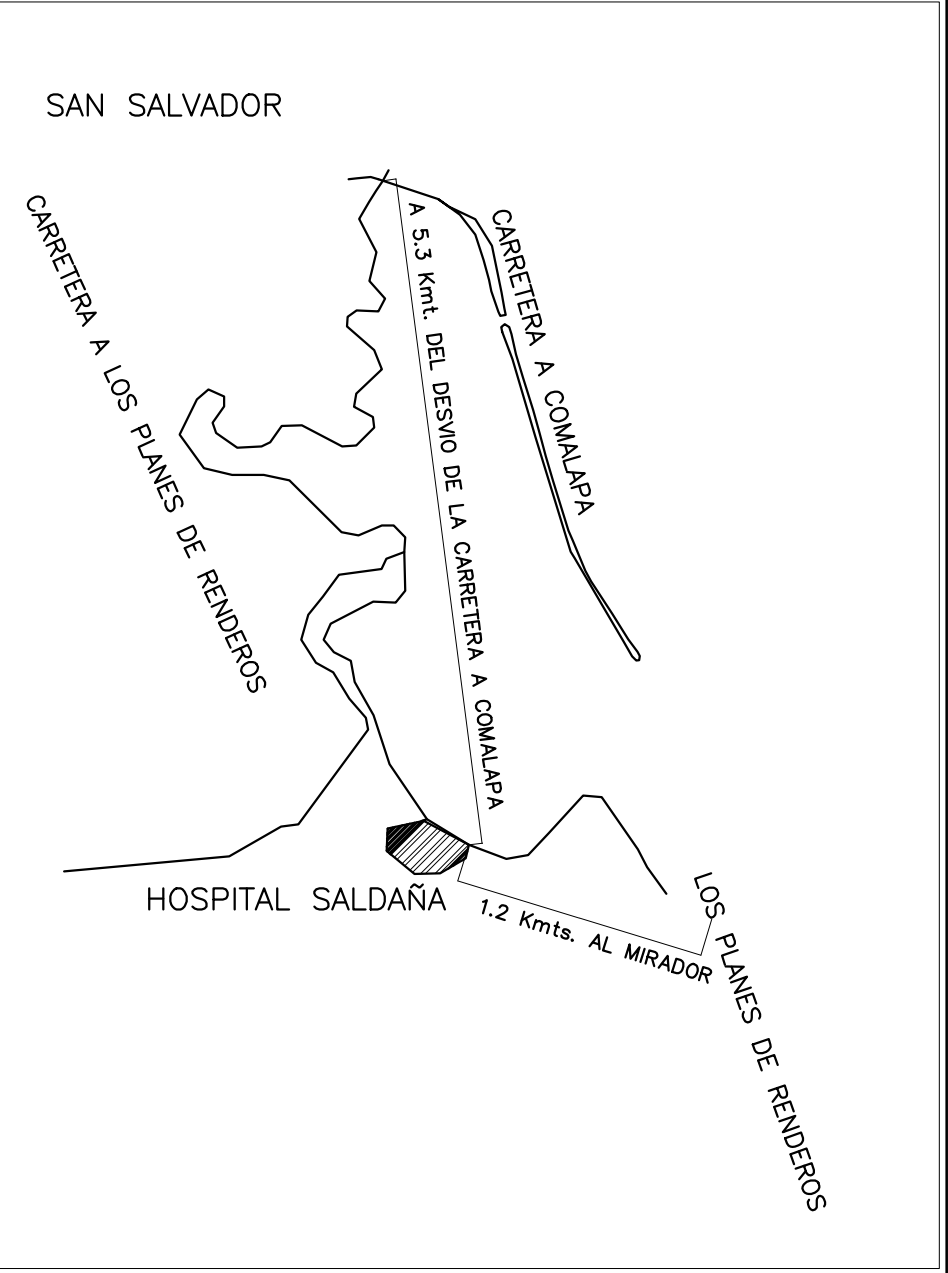 SAN SALVADOR
CARRETERA A LOS PLANES DE RENDEROS
A 5.3 Kmt. DEL DESVIO DE LA CARRETERA A COMALAPA
CARRETERA A COMALAPA
HOSPITAL SALDAÑA
1.2 Kmts. AL MIRADOR
LOS PLANES DE RENDEROS